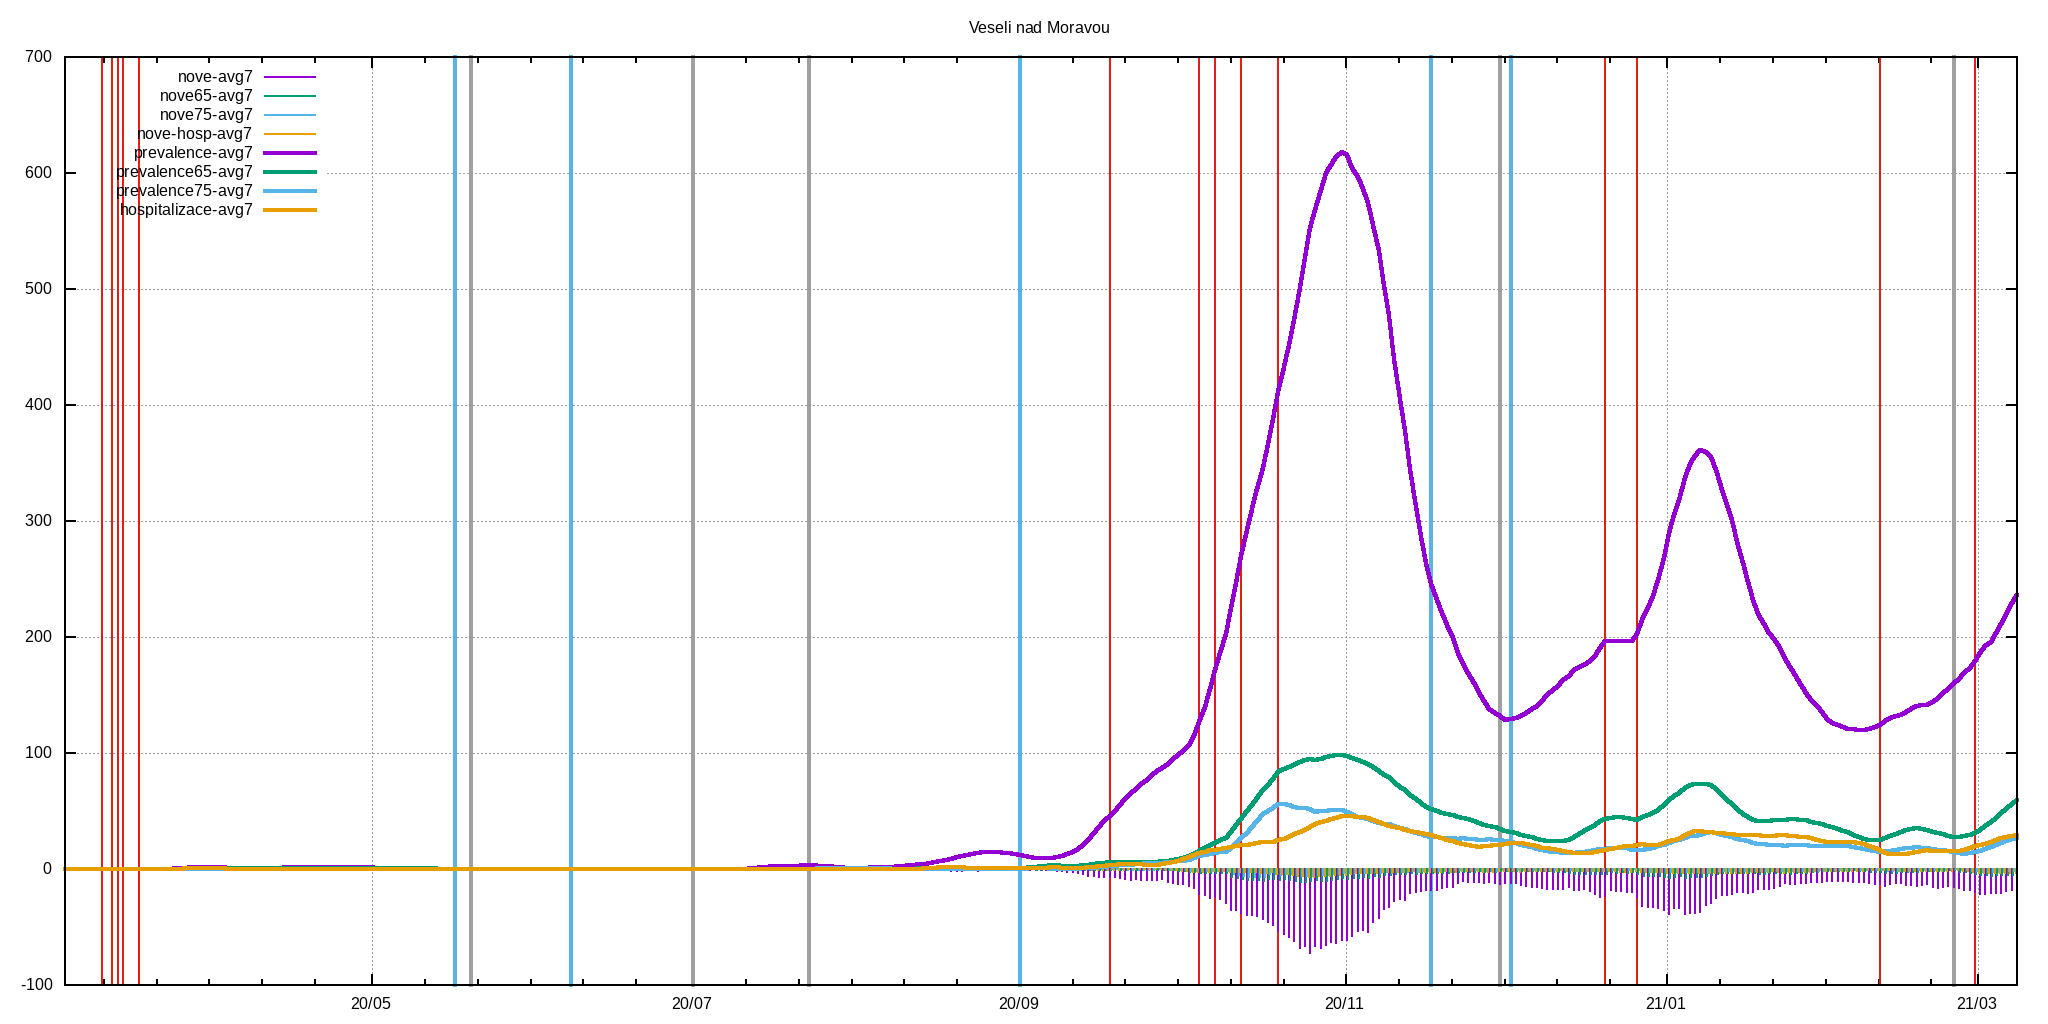 Veseli nad Moravou
700
600
500
400
300
200
100
0
-100
nove-avg7
nove65-avg7
nove75-avg7
nove-hosp-avg7
prevalence-avg7
prevalence65-avg7
prevalence75-avg7
hospitalizace-avg7
20/05 20/07 20/09 20/11 21/01 21/03